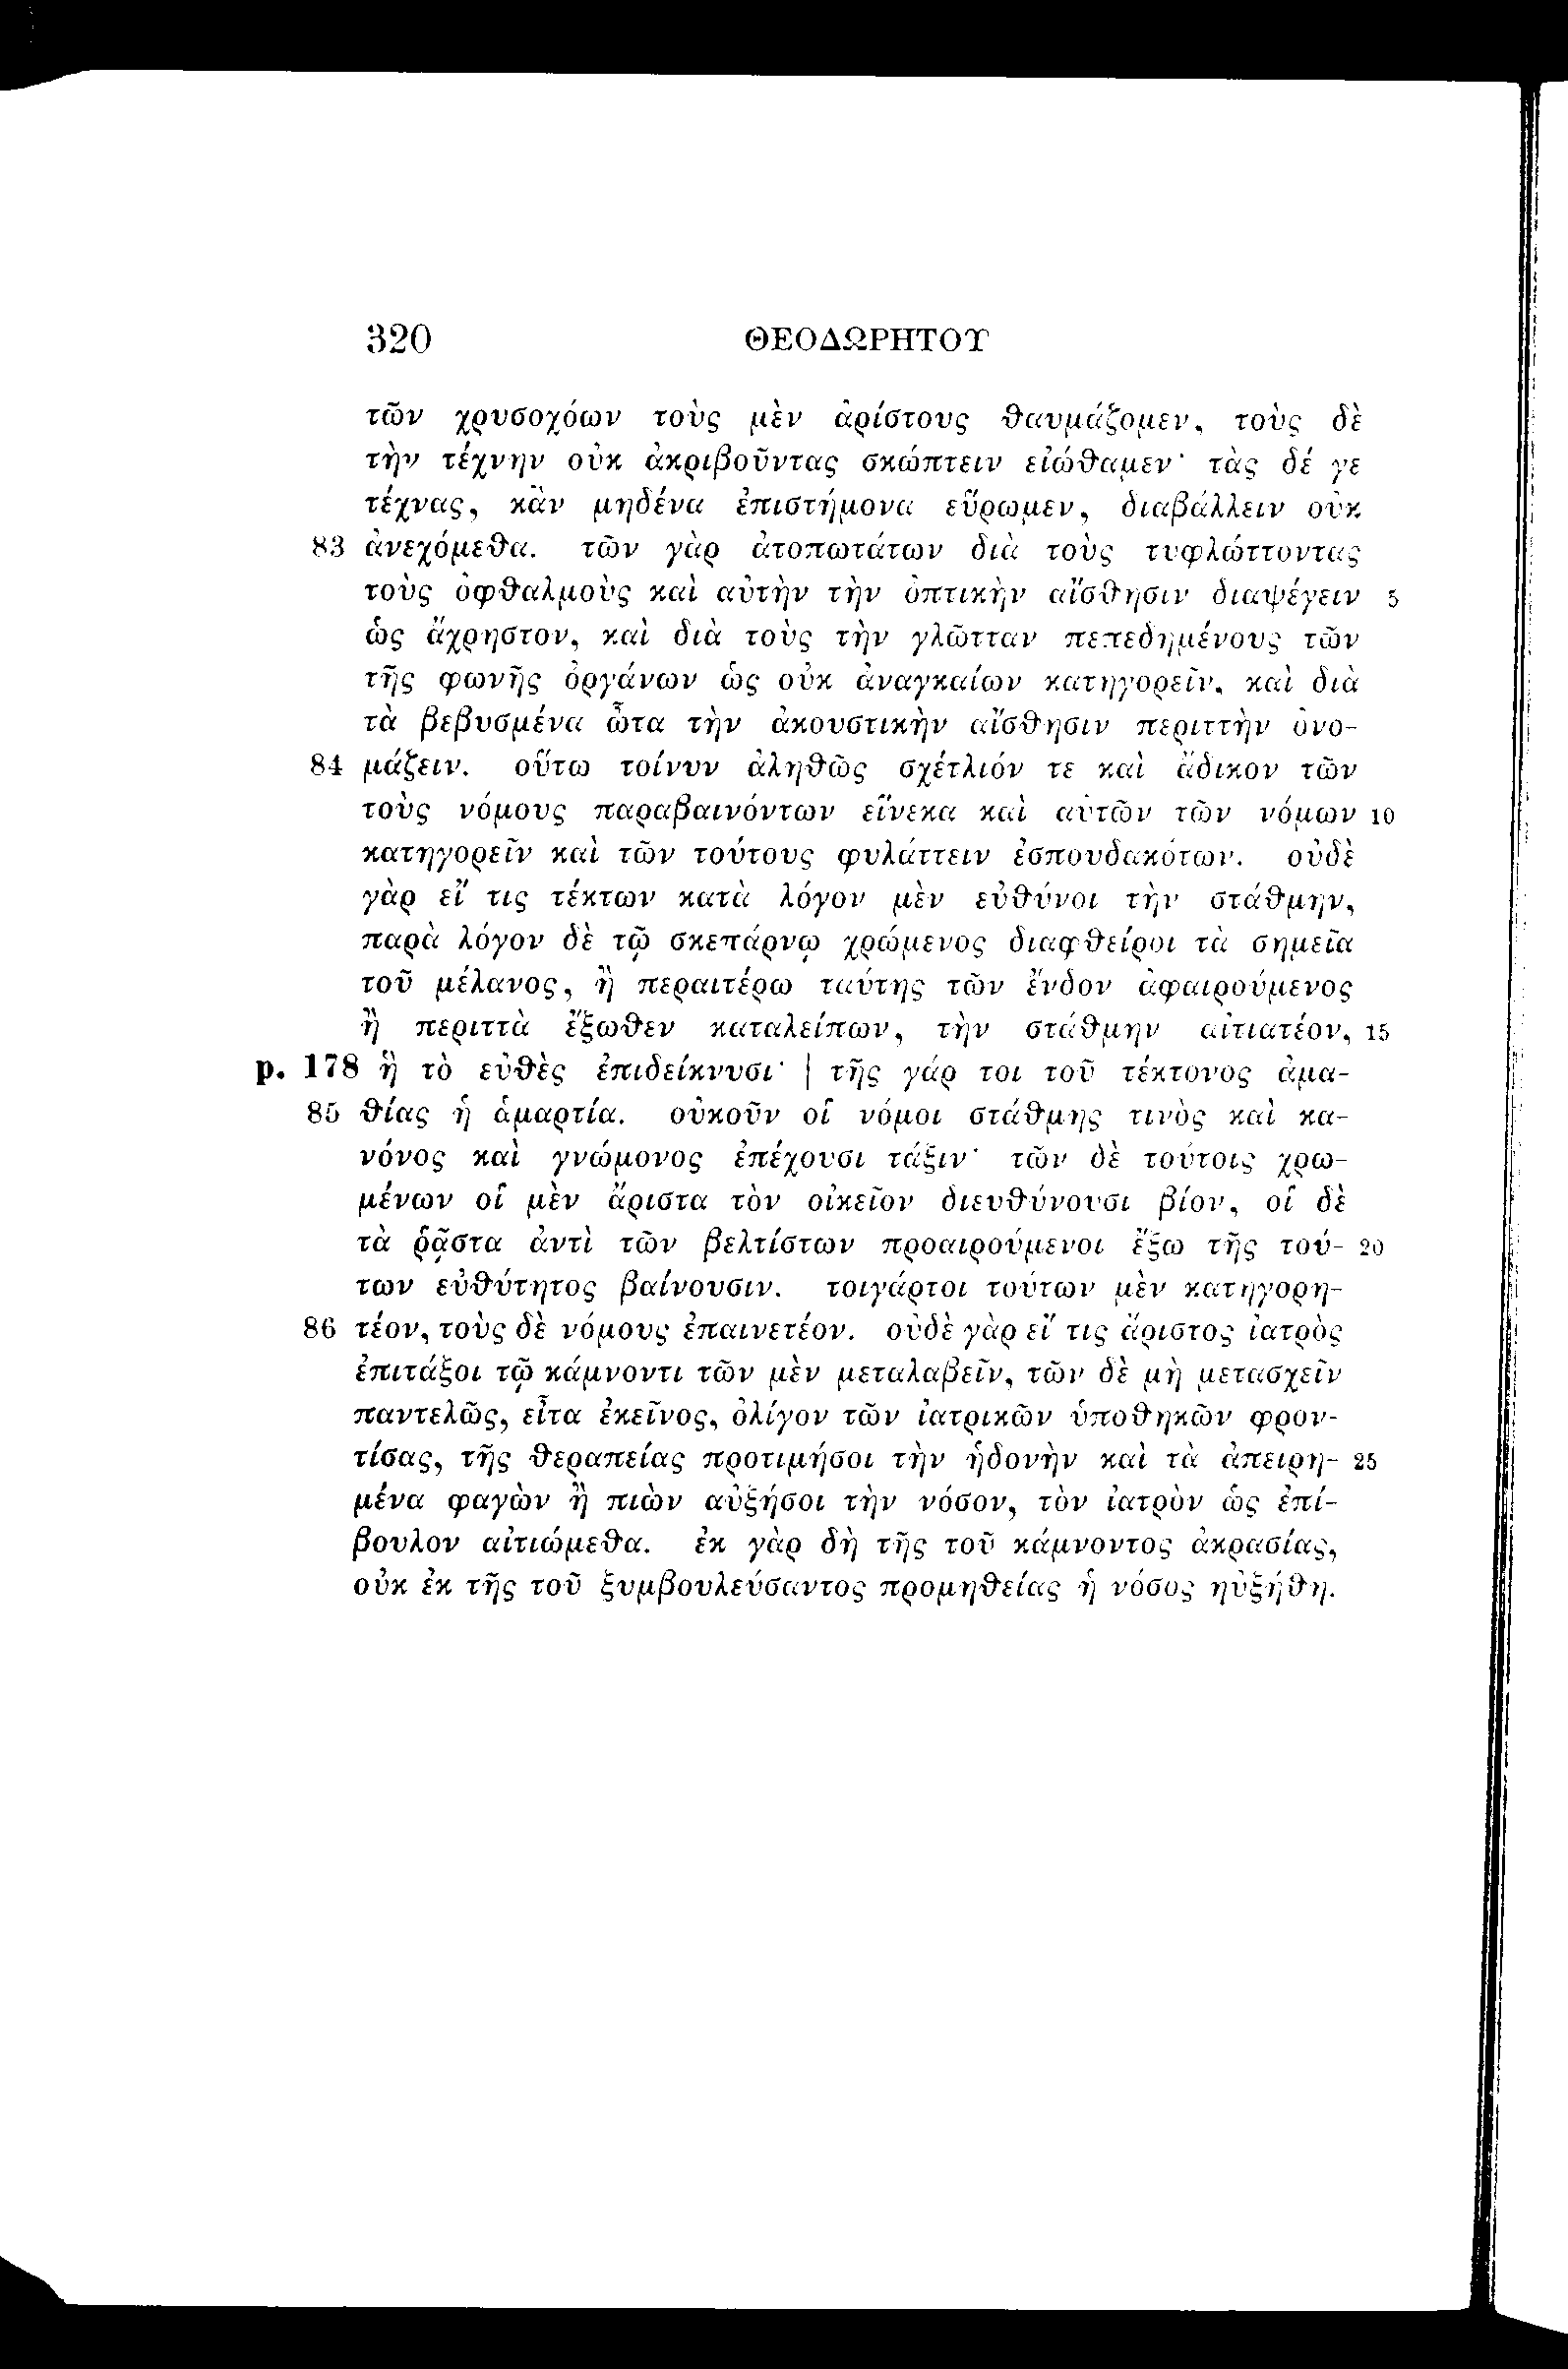 320 ΘΕΟΔΩΡΗΤΟΥ
τῶν χρυσοχόων τοὺς μὲν ἀρίστους θαυμάζομεν, τοὺς δὲ
τὴν τέχνην οὐκ ἀκριβοῦντας σκώπτειν εἰώθαμεν· τὰς δέ γε
τέχνας, κἂν μηδένα ἐπιστήμονα εὕρωμεν, διαβάλλειν οὐκ
83 ἀνεχόμεθα. τῶν γὰρ ἀτοπωτάτων διὰ τοὺς τυφλώττοντας
τοὺς ὀφθαλμοὺς καὶ αὐτὴν τὴν ὀπτικὴν αἴσθησιν διαψέγειν 5
ὡς ἄχρηστον, καὶ διὰ τοὺς τὴν γλῶτταν πεπεδημένους τῶν
τῆς φωνῆς ὀργάνων ὡς οὐκ ἀναγκαίων κατηγορεῖν, καὶ διὰ
τὰ βεβυσμένα ὦτα τὴν ἀκουστικὴν αἴσθησιν περιττὴν ὀνο-
84 μάζειν. οὕτω τοίνυν ἀληθῶς σχέτλιόν τε καὶ ἄδικον τῶν
τοὺς νόμους παραβαινόντων εἵνεκα καὶ αὐτῶν τῶν νόμων 10
κατηγορεῖν καὶ τῶν τούτους φυλάττειν ἐσπουδακότων. οὐδὲ
γὰρ εἴ τις τέκτων κατὰ λόγον μὲν εὐθύνοι τὴν στάθμην,
παρὰ λόγον δὲ τῷ σκεπάρνῳ χρώμενος διαφθείροι τὰ σημεῖα
τοῦ μέλανος, ἢ περαιτέρω ταύτης τῶν ἔνδον ἀφαιρούμενος
ἢ περιττὰ ἔξωθεν καταλείπων, τὴν στάθμην αἰτιατέον, 15
p. 178 ἣ τὸ εὐθὲς ἐπιδείκνυσι· | τῆς γάρ τοι τοῦ τέκτονος ἀμα-
85 θίας ἡ ἁμαρτία. οὐκοῦν οἱ νόμοι στάθμης τινὸς καὶ κα-
νόνος καὶ γνώμονος ἐπέχουσι τάξιν· τῶν δὲ τούτοις χρω-
μένων οἱ μὲν ἄριστα τὸν οἰκεῖον διευθύνουσι βίον, οἱ δὲ
τὰ ῥᾷστα ἀντὶ τῶν βελτίστων προαιρούμενοι ἔξω τῆς τού- 20
των εὐθύτητος βαίνουσιν. τοιγάρτοι τούτων μὲν κατηγορη-
86 τέον, τοὺς δὲ νόμους ἐπαινετέον. οὐδὲ γὰρ εἴ τις ἄριστος ἰατρὸς
ἐπιτάξοι τῷ κάμνοντι τῶν μὲν μεταλαβεῖν, τῶν δὲ μὴ μετασχεῖν
παντελῶς, εἶτα ἐκεῖνος, ὀλίγον τῶν ἰατρικῶν ὑποθηκῶν φρον-
τίσας, τῆς θεραπείας προτιμήσοι τὴν ἡδονὴν καὶ τὰ ἀπειρη- 25
μένα φαγὼν ἢ πιὼν αὐξήσοι τὴν νόσον, τὸν ἰατρὸν ὡς ἐπί-
βουλον αἰτιώμεθα. ἐκ γὰρ δὴ τῆς τοῦ κάμνοντος ἀκρασίας,
οὐκ ἐκ τῆς τοῦ ξυμβουλεύσαντος προμηθείας ἡ νόσος ηὐξήθη.